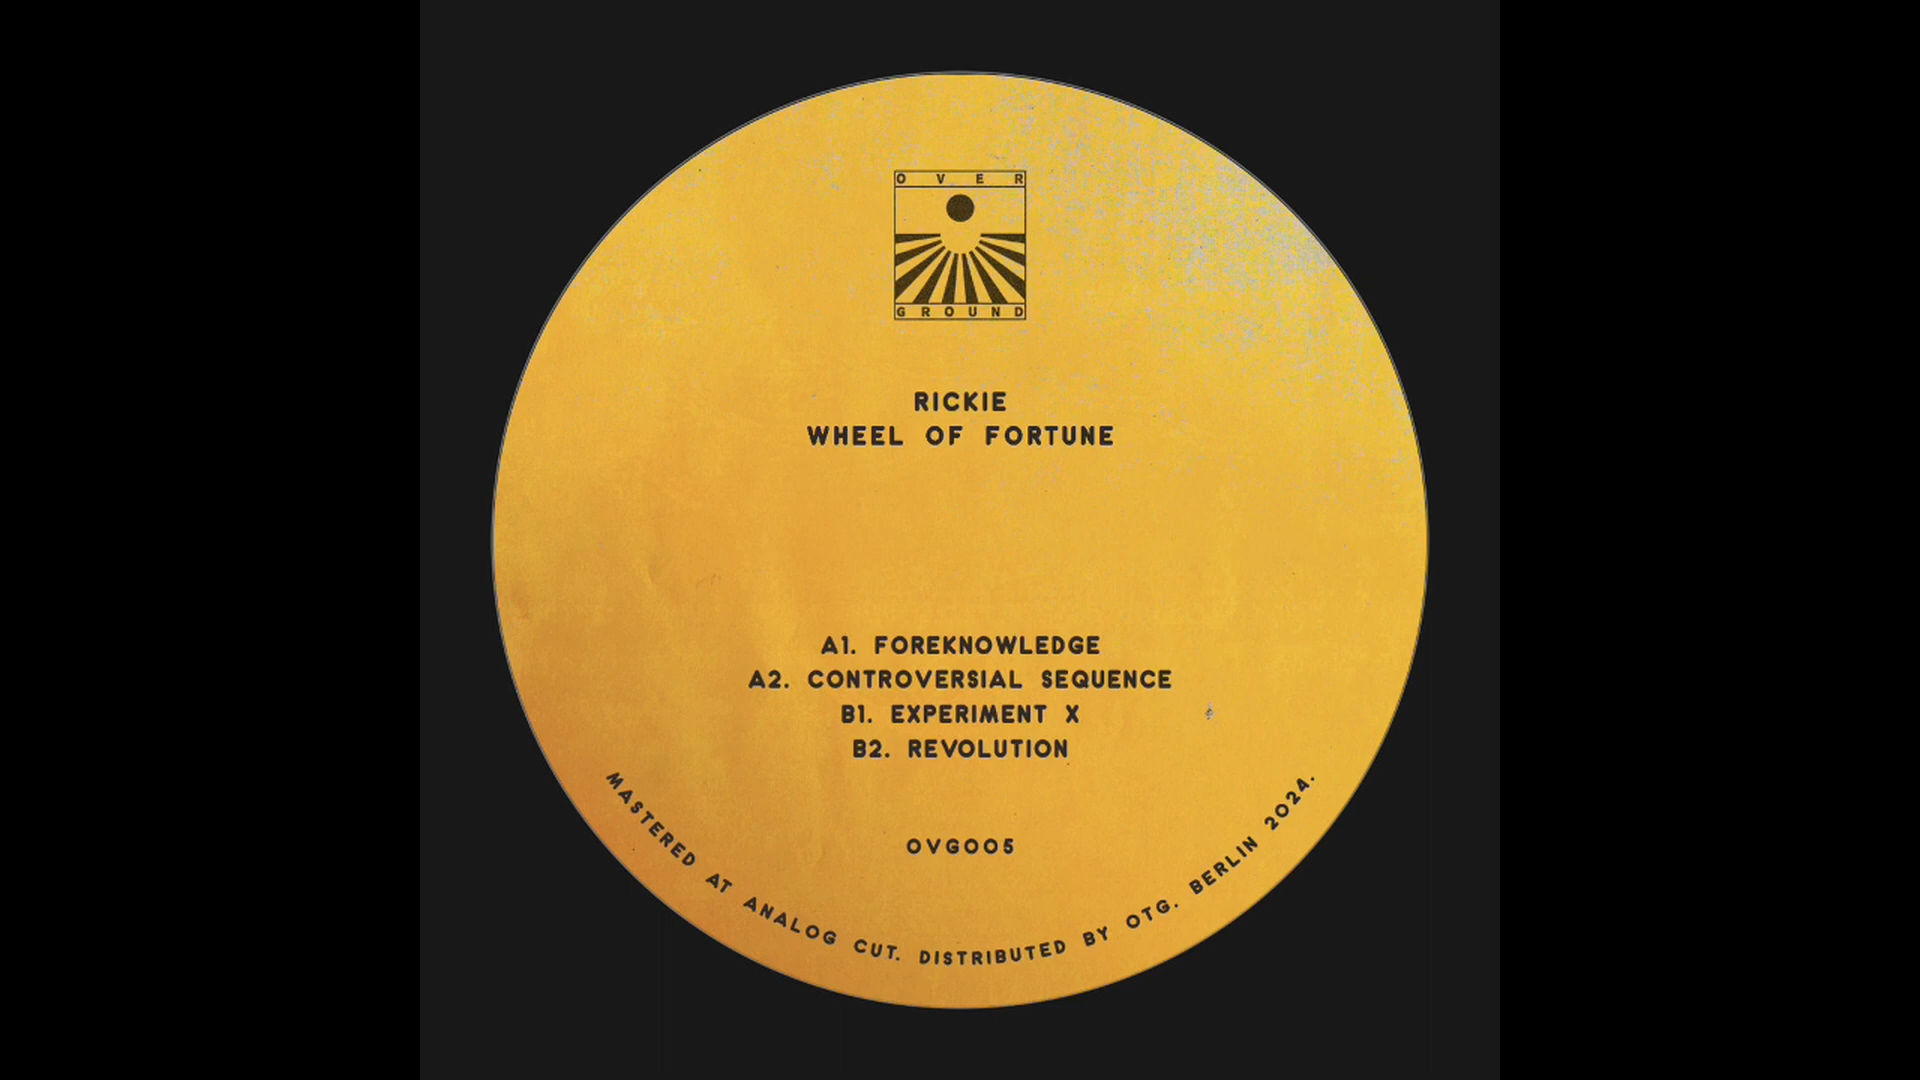 OVER
GROUND
RICKIE
WHEEL OF FORTUNE
A1. FOREKNOWLEDGE
A2. CONTROVERSIAL SEQUENCE
B1. EXPERIMENT X
B2. REVOLUTION
OVG005
MASTERED AT ANALOG CUT. DISTRIBUTED BY OTG. BERLIN 2024.